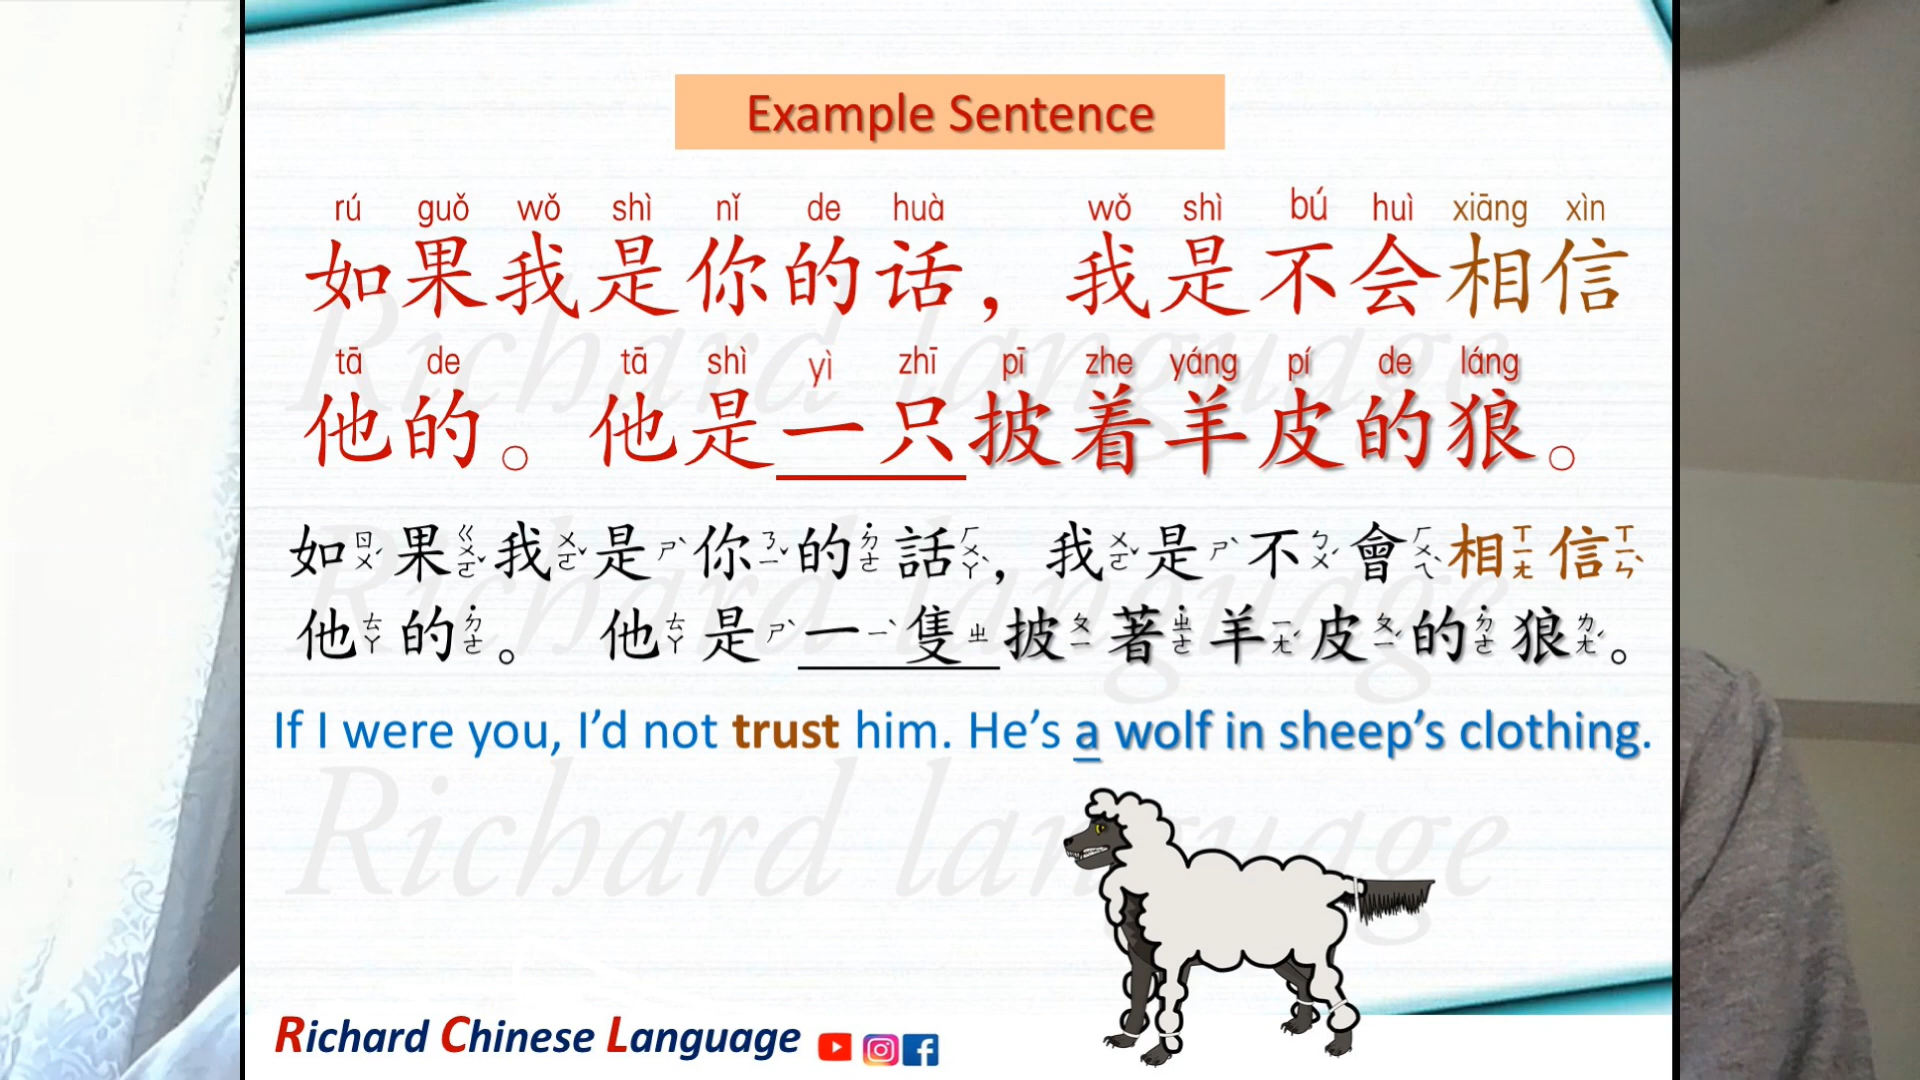 Example Sentence
rú guǒ wǒ shì nǐ de huà wǒ shì bú huì xiāng xìn
如果我是你的话，我是不会相信
tā de tā shì yì zhī pī zhe yáng pí de láng
他的。他是一只披着羊皮的狼。
如ㄖㄨˊ果ㄍㄨㄛˇ我ㄨㄛˇ是ㄕˋ你ㄋㄧˇ的˙ㄉㄜ話ㄏㄨㄚˋ，我ㄨㄛˇ是ㄕˋ不ㄅㄨˊ會ㄏㄨㄟˋ相ㄒㄧㄤ信ㄒㄧㄣˋ
他ㄊㄚ的˙ㄉㄜ。他ㄊㄚ是ㄕˋ一ㄧˋ隻ㄓ披ㄆㄧ著˙ㄓㄜ羊ㄧㄤˊ皮ㄆㄧˊ的˙ㄉㄜ狼ㄌㄤˊ。
If I were you, I’d not trust him. He’s a wolf in sheep’s clothing.
Richard language
Richard language
Richard language
Richard Chinese Language